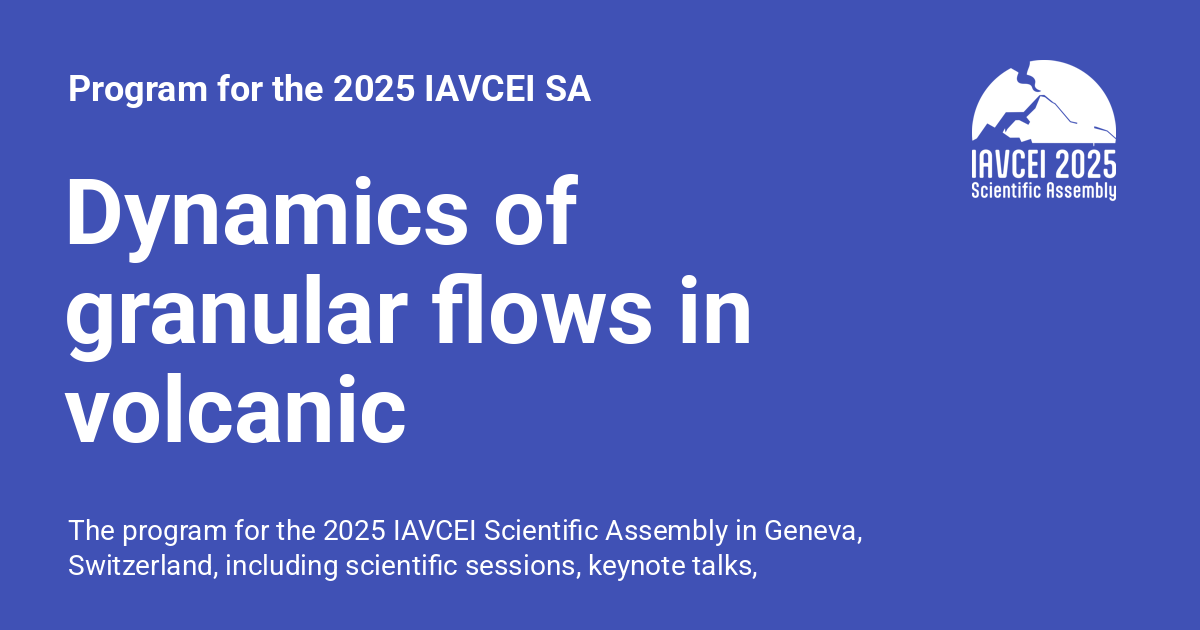 Program for the 2025 IAVCEI SA
IAVCEI 2025
Scientific Assembly
Dynamics of
granular flows in
volcanic
The program for the 2025 IAVCEI Scientific Assembly in Geneva,
Switzerland, including scientific sessions, keynote talks,